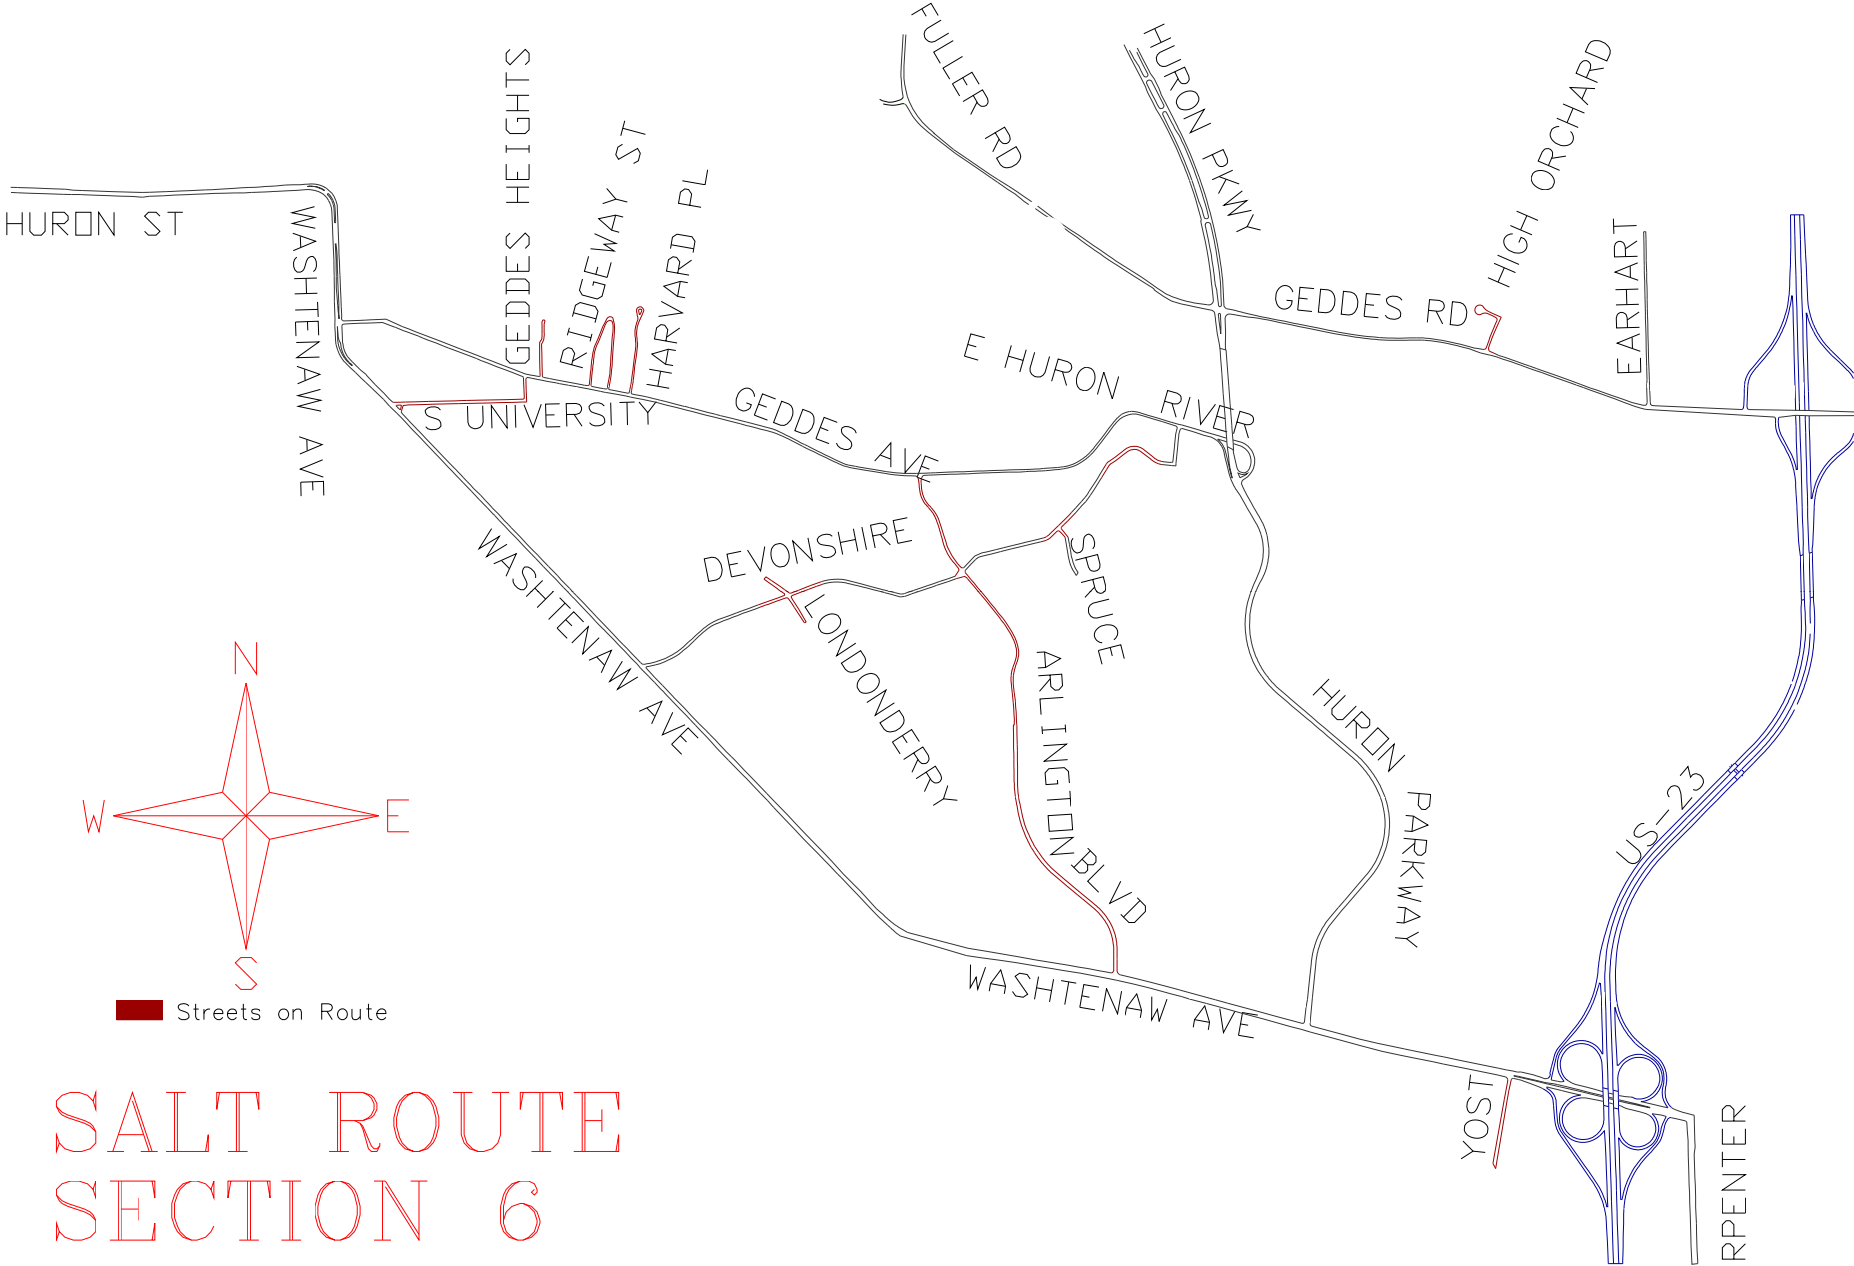 FULLER RD
HURON PKWY
HIGH ORCHARD
GEDDES HEIGHTS
RIDGEWAY ST
HARVARD PL
HURON ST
WASHTENAW AVE
EARHART
GEDDES RD
E HURON RIVER
S UNIVERSITY
GEDDES AVE
DEVONSHIRE
WASHTENAW AVE
SPRUCE
LONDONDERRY
ARLINGTON BLVD
HURON PARKWAY
US-23
N
W
E
S
WASHTENAW AVE
Streets on Route
YOST
RPENTER
SALT ROUTE
SECTION 6